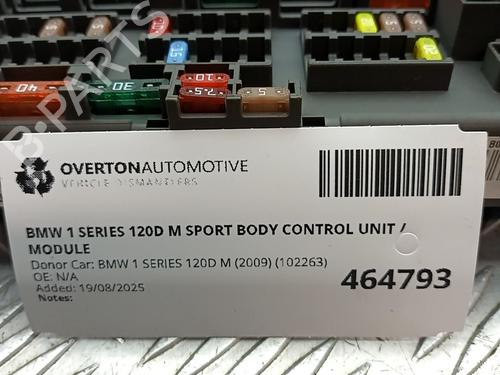 15
20
40
30
10
7.5
5
OVERTONAUTOMOTIVE
VEHICLE DISMANTLERS
BMW 1 SERIES 120D M SPORT BODY CONTROL UNIT /
MODULE
Donor Car: BMW 1 SERIES 120D M (2009) (102263)
OE: N/A
Added: 19/08/2025
Notes:
464793